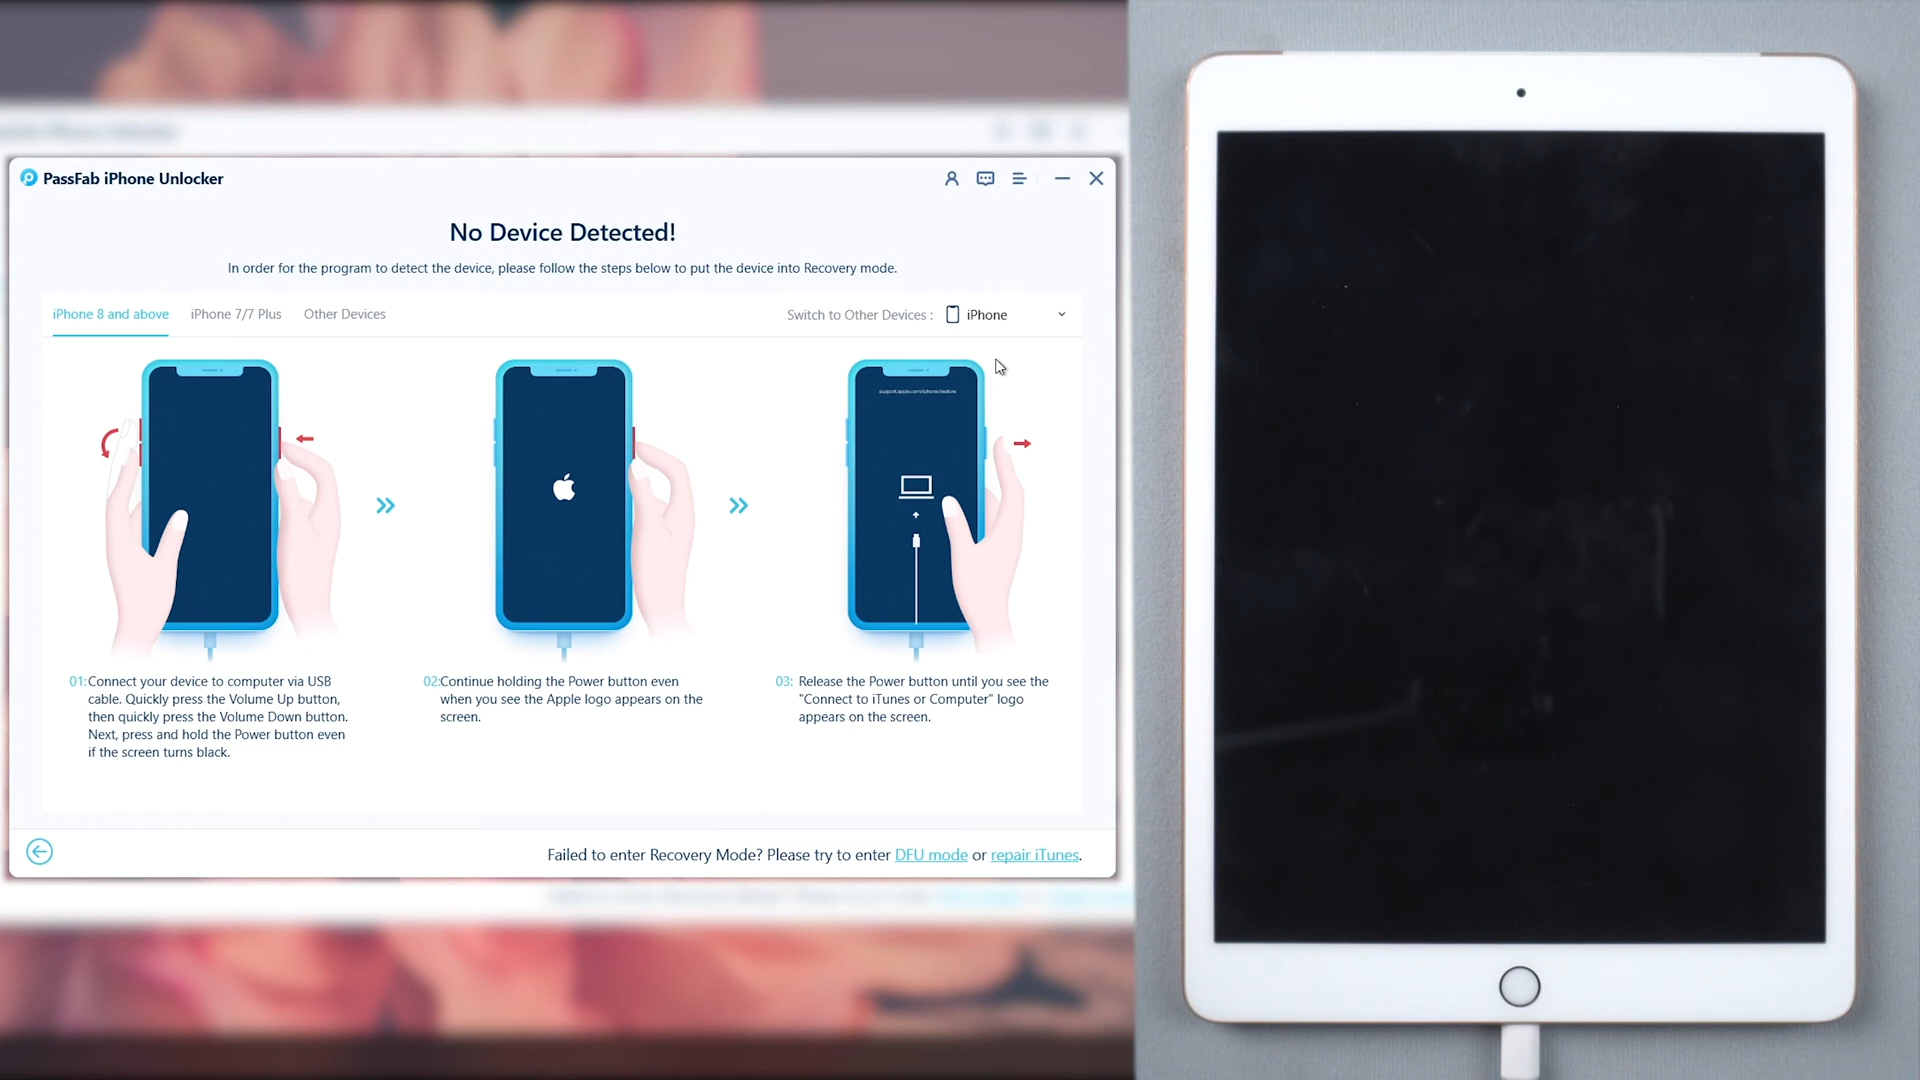 PassFab iPhone Unlocker
No Device Detected!
In order for the program to detect the device, please follow the steps below to put the device into Recovery mode.
iPhone 8 and above
iPhone 7/7 Plus
Other Devices
Switch to Other Devices :
iPhone
support.apple.com/iphone/restore
01:Connect your device to computer via USB
cable. Quickly press the Volume Up button,
then quickly press the Volume Down button.
Next, press and hold the Power button even
if the screen turns black.
02:Continue holding the Power button even
when you see the Apple logo appears on the
screen.
03: Release the Power button until you see the
"Connect to iTunes or Computer" logo
appears on the screen.
Failed to enter Recovery Mode? Please try to enter DFU mode or repair iTunes.